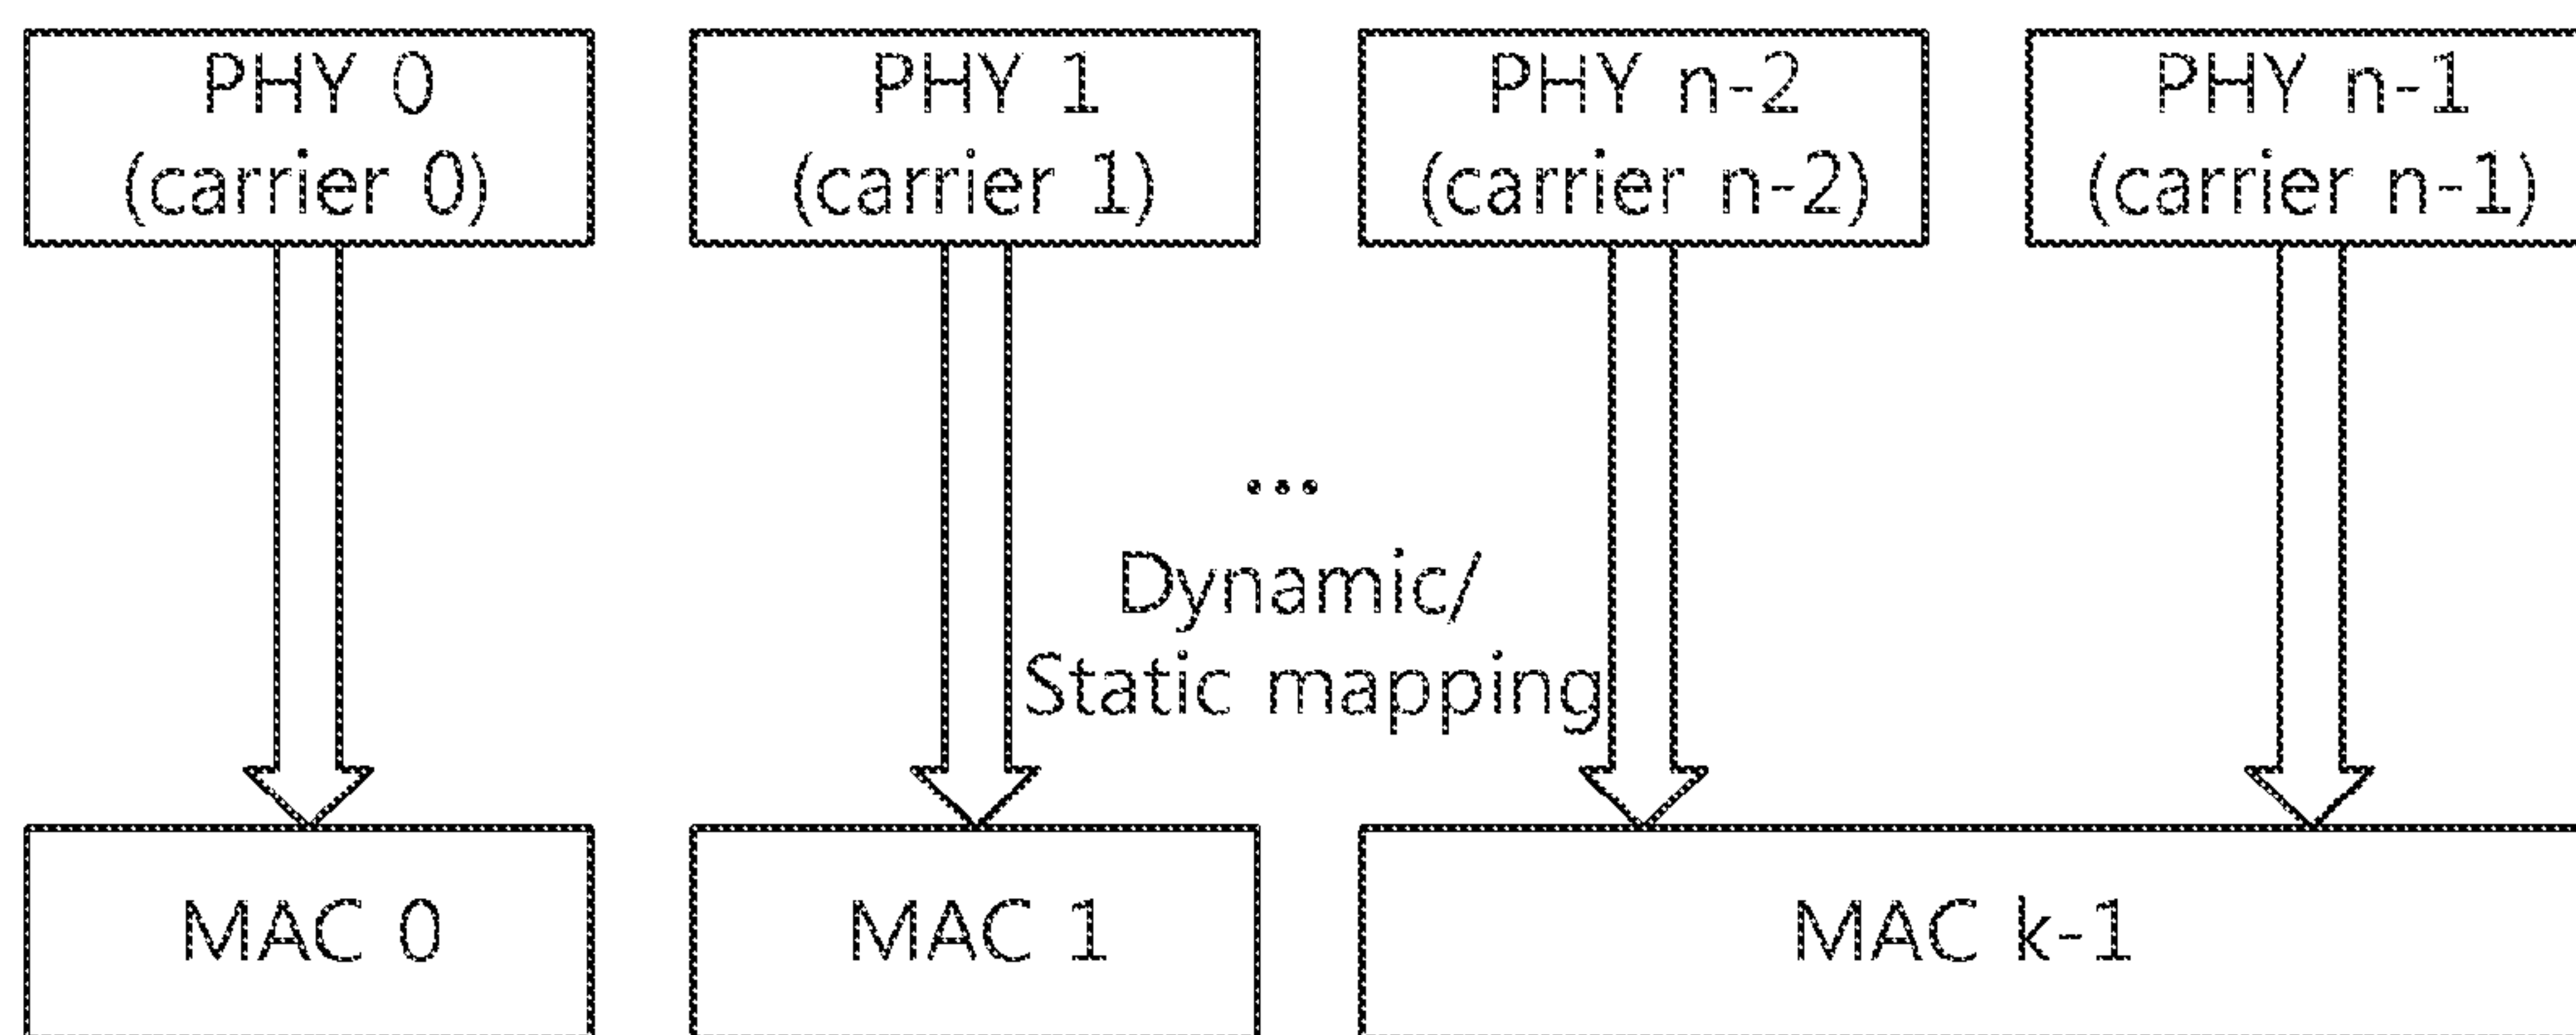 PHY 0
(carrier 0)
PHY 1
(carrier 1)
PHY n-2
(carrier n-2)
PHY n-1
(carrier n-1)
...
Dynamic/
Static mapping
MAC 0
MAC 1
MAC k-1